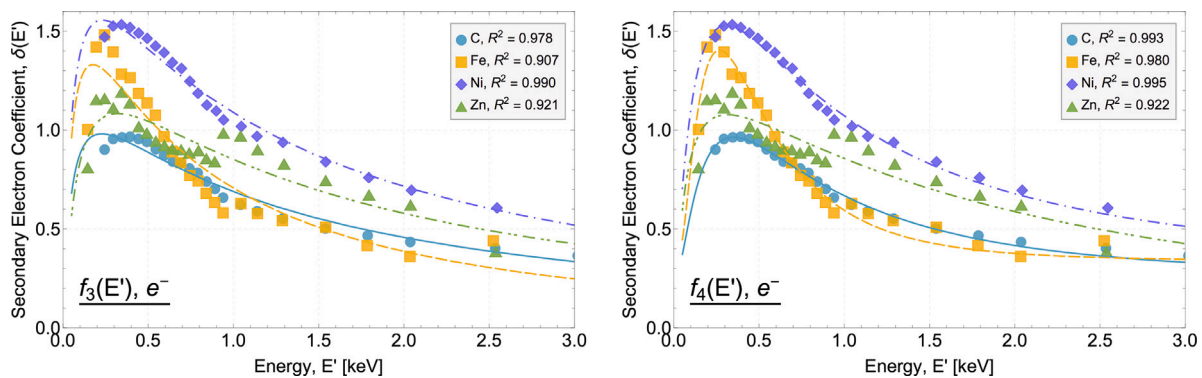 Secondary Electron Coefficient, δ(E')
1.5
1.0
0.5
0.0
C, R² = 0.978
Fe, R² = 0.907
Ni, R² = 0.990
Zn, R² = 0.921
f₃(E'), e⁻
0.0 0.5 1.0 1.5 2.0 2.5 3.0
Energy, E' [keV]
Secondary Electron Coefficient, δ(E')
1.5
1.0
0.5
0.0
C, R² = 0.993
Fe, R² = 0.980
Ni, R² = 0.995
Zn, R² = 0.922
f₄(E'), e⁻
0.0 0.5 1.0 1.5 2.0 2.5 3.0
Energy, E' [keV]